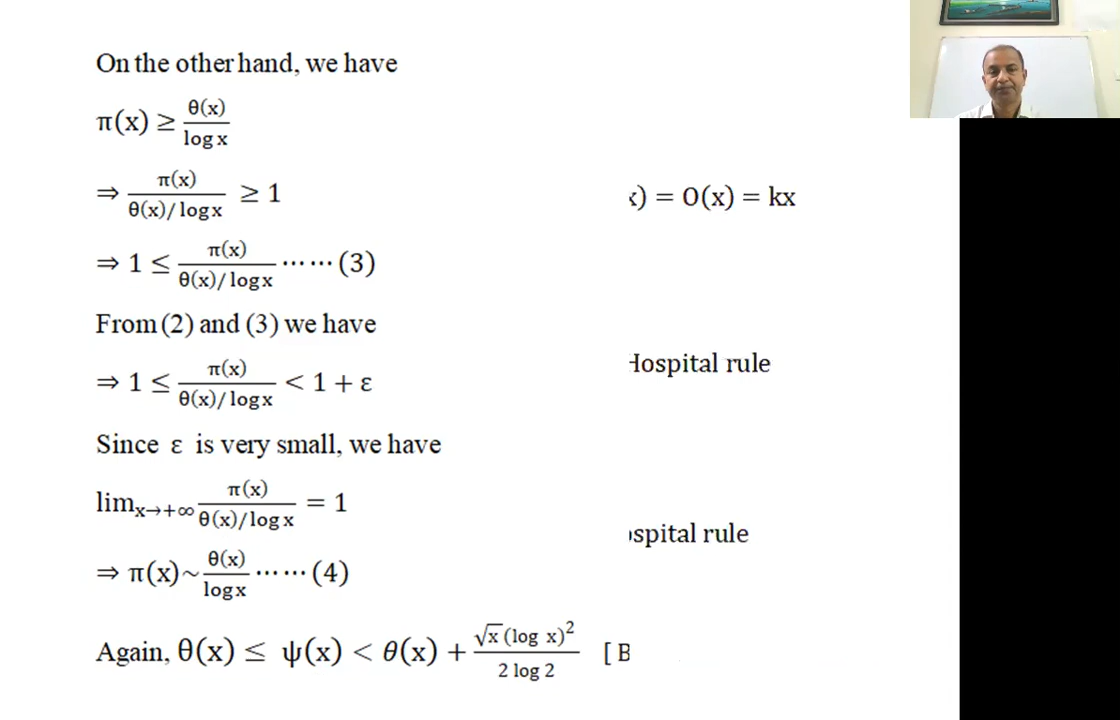 On the other hand, we have
π(x) ≥ θ(x)/log x
⇒ π(x)/(θ(x)/log x) ≥ 1
) = O(x) = kx
⇒ 1 ≤ π(x)/(θ(x)/log x) ⋯⋯ (3)
From (2) and (3) we have
Hospital rule
⇒ 1 ≤ π(x)/(θ(x)/log x) < 1 + ε
Since ε is very small, we have
lim_{x→+∞} π(x)/(θ(x)/log x) = 1
spital rule
⇒ π(x)~θ(x)/log x ⋯⋯ (4)
Again, θ(x) ≤ ψ(x) < θ(x) + √x(log x)²/(2 log 2) [ B